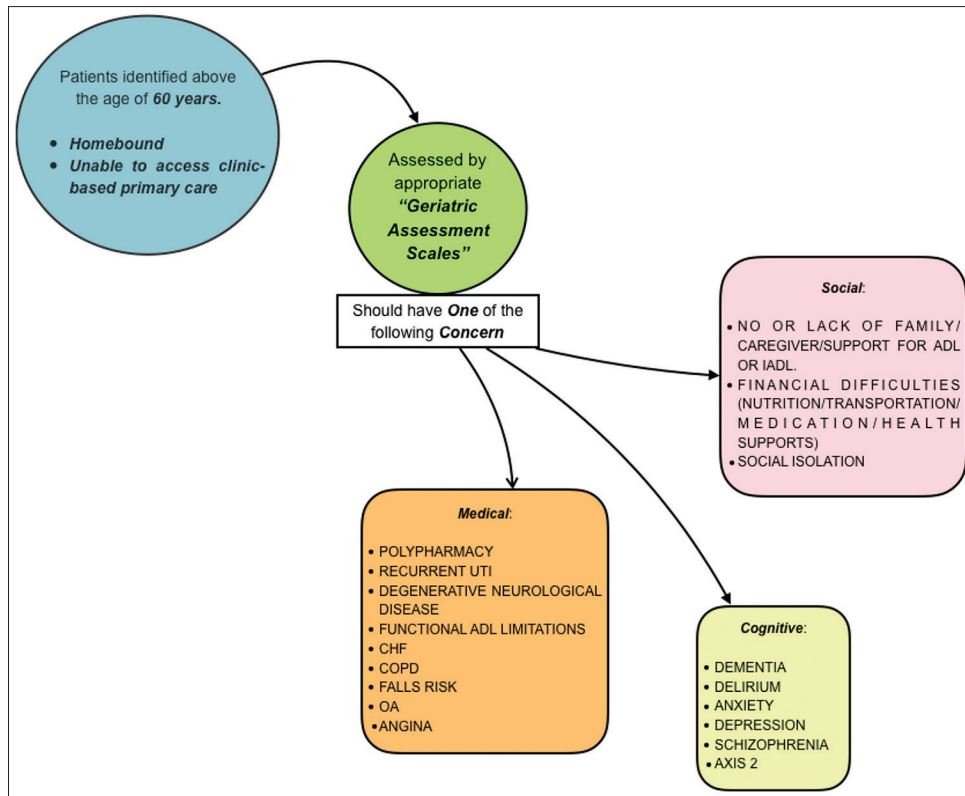 Patients identified above
the age of 60 years.
• Homebound
• Unable to access clinic-
based primary care
Assessed by
appropriate
“Geriatric
Assessment
Scales”
Should have One of the
following Concern
Social:
• NO OR LACK OF FAMILY/
CAREGIVER/SUPPORT FOR ADL
OR IADL.
• FINANCIAL DIFFICULTIES
(NUTRITION/TRANSPORTATION/
MEDICATION/HEALTH
SUPPORTS)
• SOCIAL ISOLATION
Medical:
• POLYPHARMACY
• RECURRENT UTI
• DEGENERATIVE NEUROLOGICAL
DISEASE
• FUNCTIONAL ADL LIMITATIONS
• CHF
• COPD
• FALLS RISK
• OA
• ANGINA
Cognitive:
• DEMENTIA
• DELIRIUM
• ANXIETY
• DEPRESSION
• SCHIZOPHRENIA
• AXIS 2